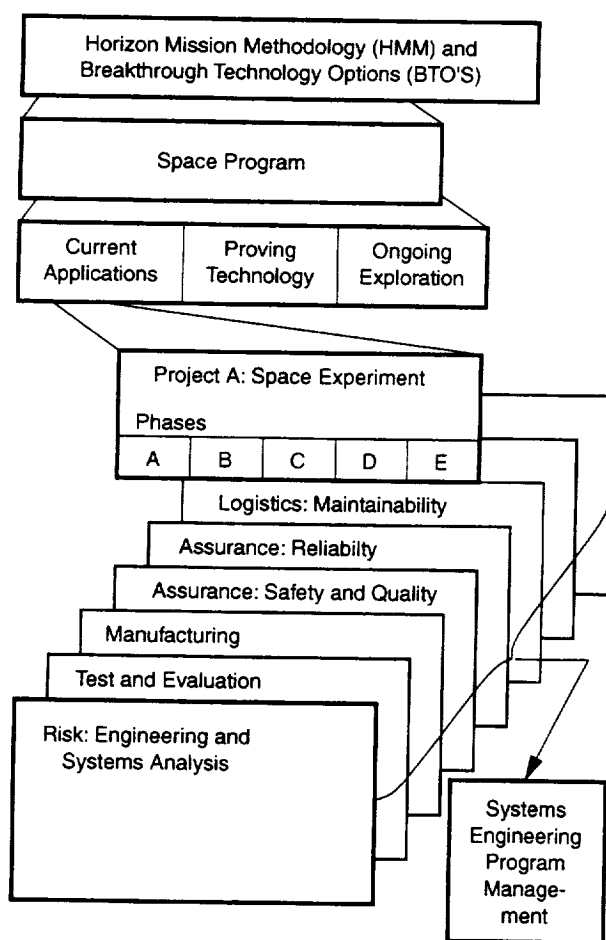 Horizon Mission Methodology (HMM) and
Breakthrough Technology Options (BTO'S)
Space Program
Current
Applications
Proving
Technology
Ongoing
Exploration
Project A: Space Experiment
Phases
A B C D E
Logistics: Maintainability
Assurance: Reliabilty
Assurance: Safety and Quality
Manufacturing
Test and Evaluation
Risk: Engineering and
Systems Analysis
Systems
Engineering
Program
Manage-
ment